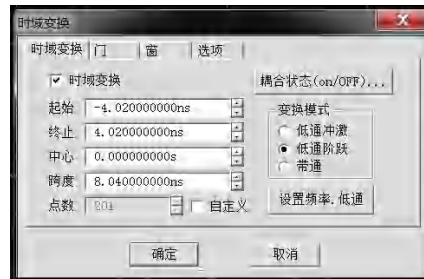 时域变换
时域变换 门 窗 选项
时域变换 耦合状态(on/OFF)...
起始 -4.020000000ns 变换模式
终止 4.020000000ns 低通冲激
中心 0.000000000s 低通阶跃
跨度 8.040000000ns 带通
点数 201 自定义 设置频率.低通
确定 取消